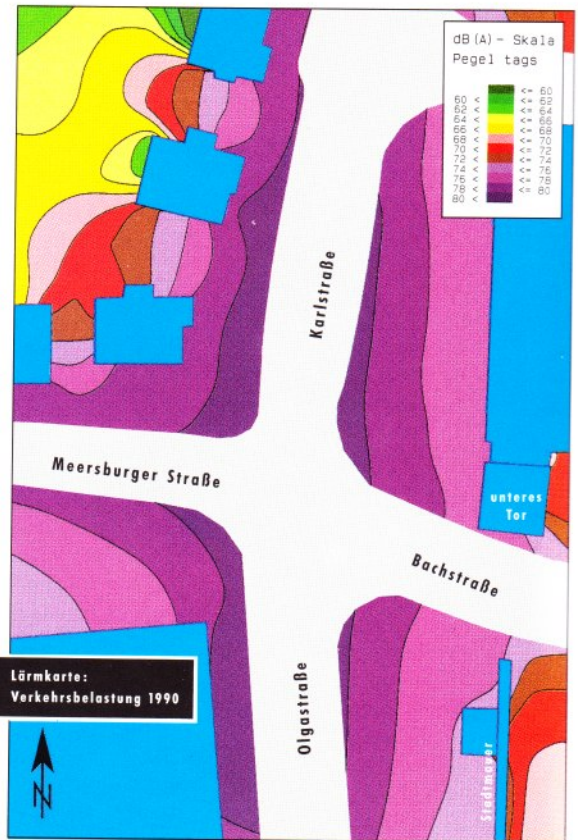 dB(A)- Skala
Pegel tags
<= 60
60 < <= 62
62 < <= 64
64 < <= 66
66 < <= 68
68 < <= 70
70 < <= 72
72 < <= 74
74 < <= 76
76 < <= 78
78 < <= 80
80 <
Karlstraße
Meersburger Straße
unteres
Tor
Bachstraße
Lärmkarte:
Verkehrsbelastung 1990
Olgastraße
Stadtmauer
N